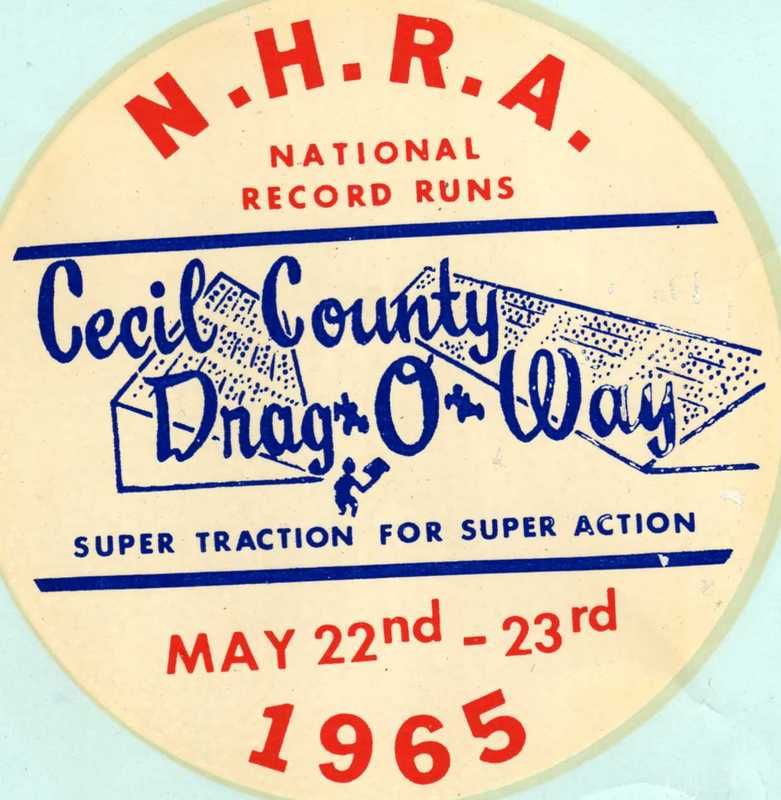 N.H.R.A.
NATIONAL
RECORD RUNS
Cecil County
Drag-O-Way
SUPER TRACTION FOR SUPER ACTION
MAY 22nd - 23rd
1965